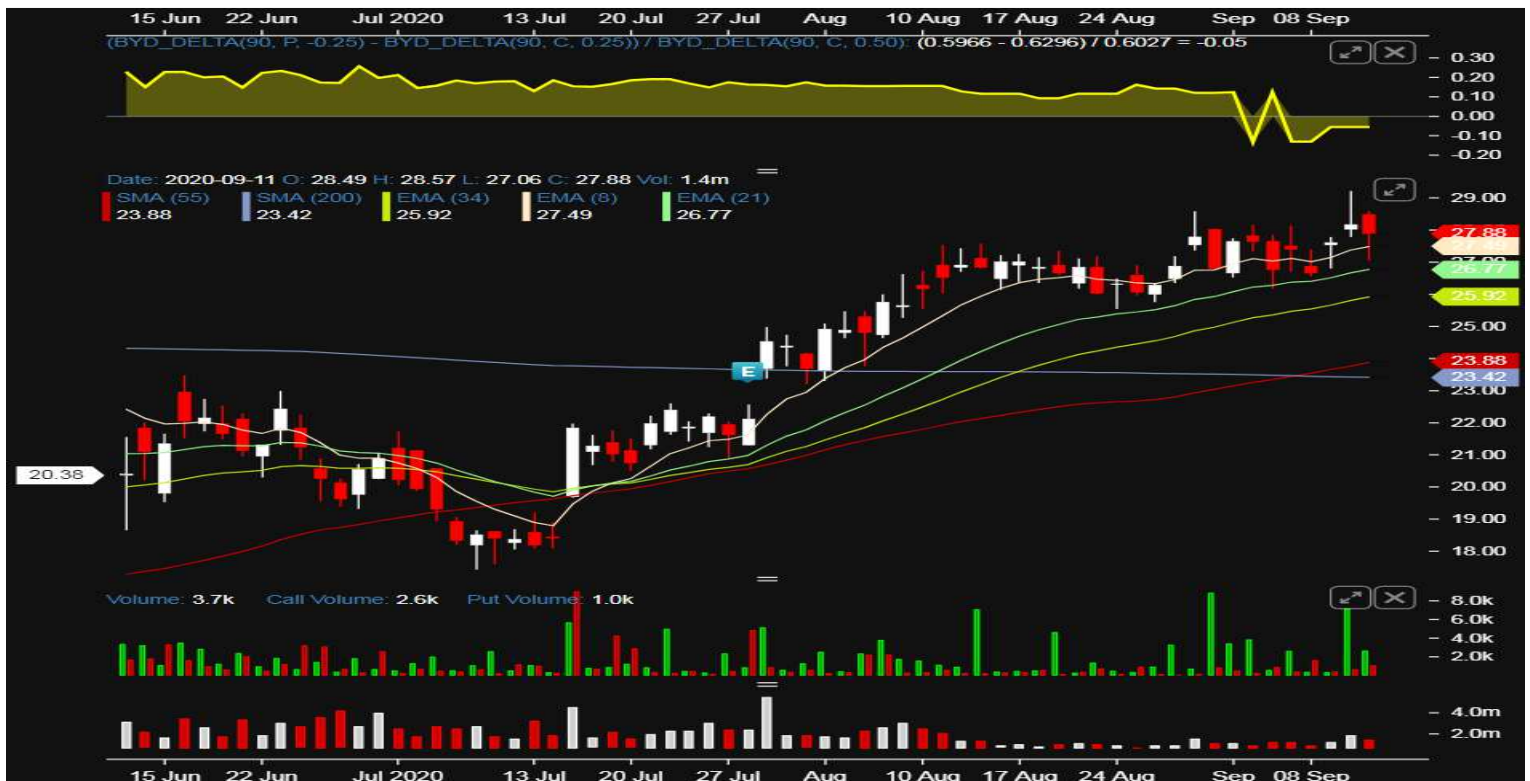 15 Jun 22 Jun Jul 2020 13 Jul 20 Jul 27 Jul Aug 10 Aug 17 Aug 24 Aug Sep 08 Sep
(BYD_DELTA(90, P, -0.25) - BYD_DELTA(90, C, 0.25)) / BYD_DELTA(90, C, 0.50): (0.5966 - 0.6296) / 0.6027 = -0.05
0.30
0.20
0.10
0.00
-0.10
-0.20
Date: 2020-09-11 O: 28.49 H: 28.57 L: 27.06 C: 27.88 Vol: 1.4m
SMA (55) SMA (200) EMA (34) EMA (8) EMA (21)
23.88 23.42 25.92 27.49 26.77
29.00
27.88
27.49
27.00
26.77
25.92
25.00
23.88
23.42
23.00
22.00
21.00
E
20.38
20.00
19.00
18.00
Volume: 3.7k Call Volume: 2.6k Put Volume: 1.0k
8.0k
6.0k
4.0k
2.0k
4.0m
2.0m
15 Jun 22 Jun Jul 2020 13 Jul 20 Jul 27 Jul Aug 10 Aug 17 Aug 24 Aug Sep 08 Sep